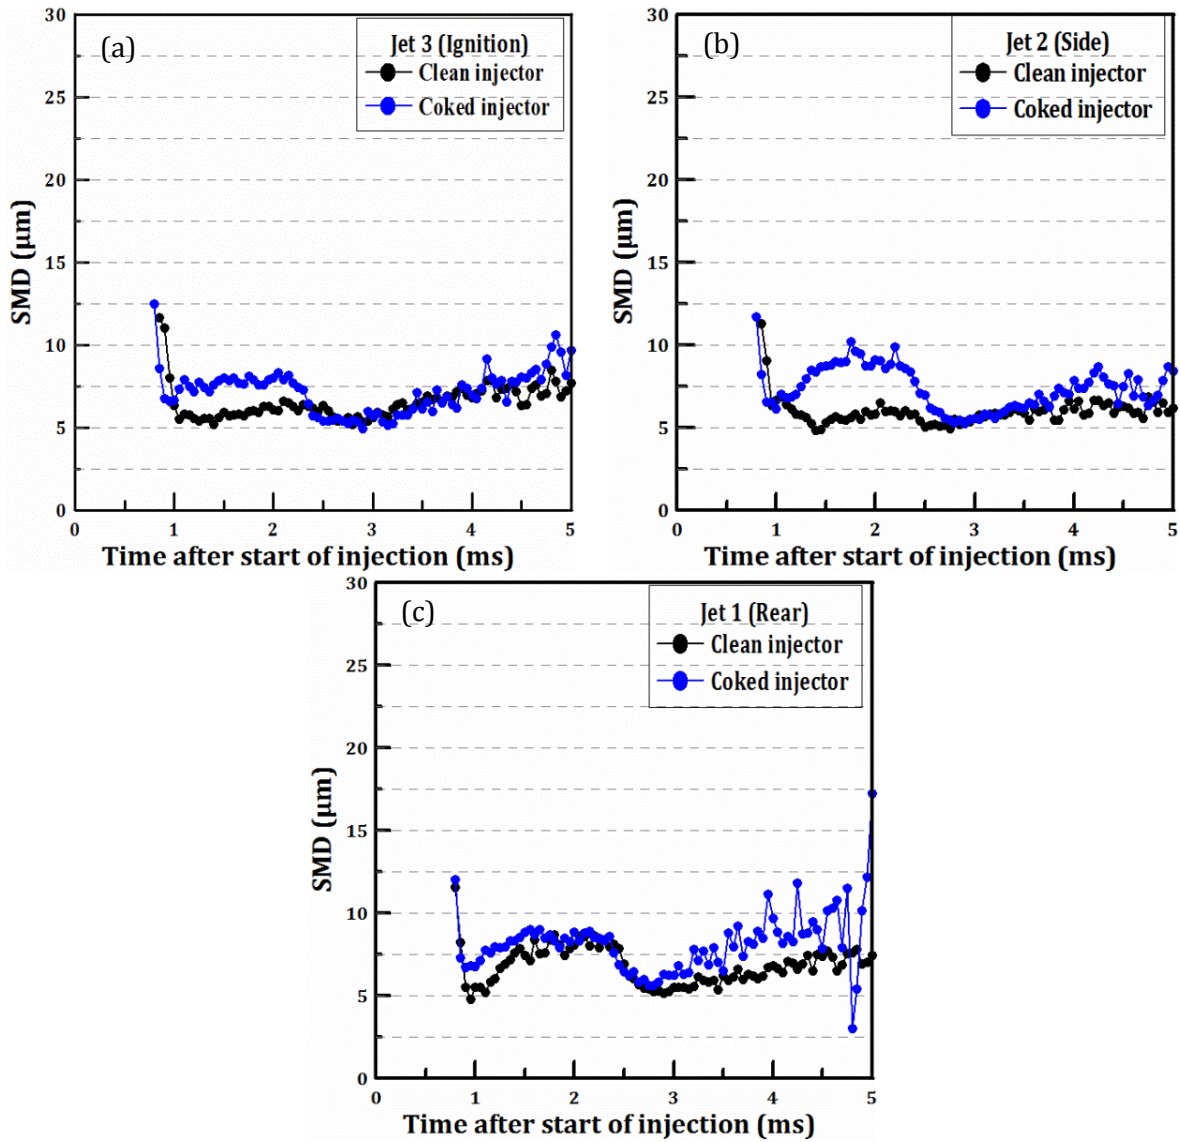 (a)
Jet 3 (Ignition)
Clean injector
Coked injector
30
25
20
15
10
5
0
SMD (μm)
0 1 2 3 4 5
Time after start of injection (ms)
(b)
Jet 2 (Side)
Clean injector
Coked injector
30
25
20
15
10
5
0
SMD (μm)
0 1 2 3 4 5
Time after start of injection (ms)
(c)
Jet 1 (Rear)
Clean injector
Coked injector
30
25
20
15
10
5
0
SMD (μm)
0 1 2 3 4 5
Time after start of injection (ms)